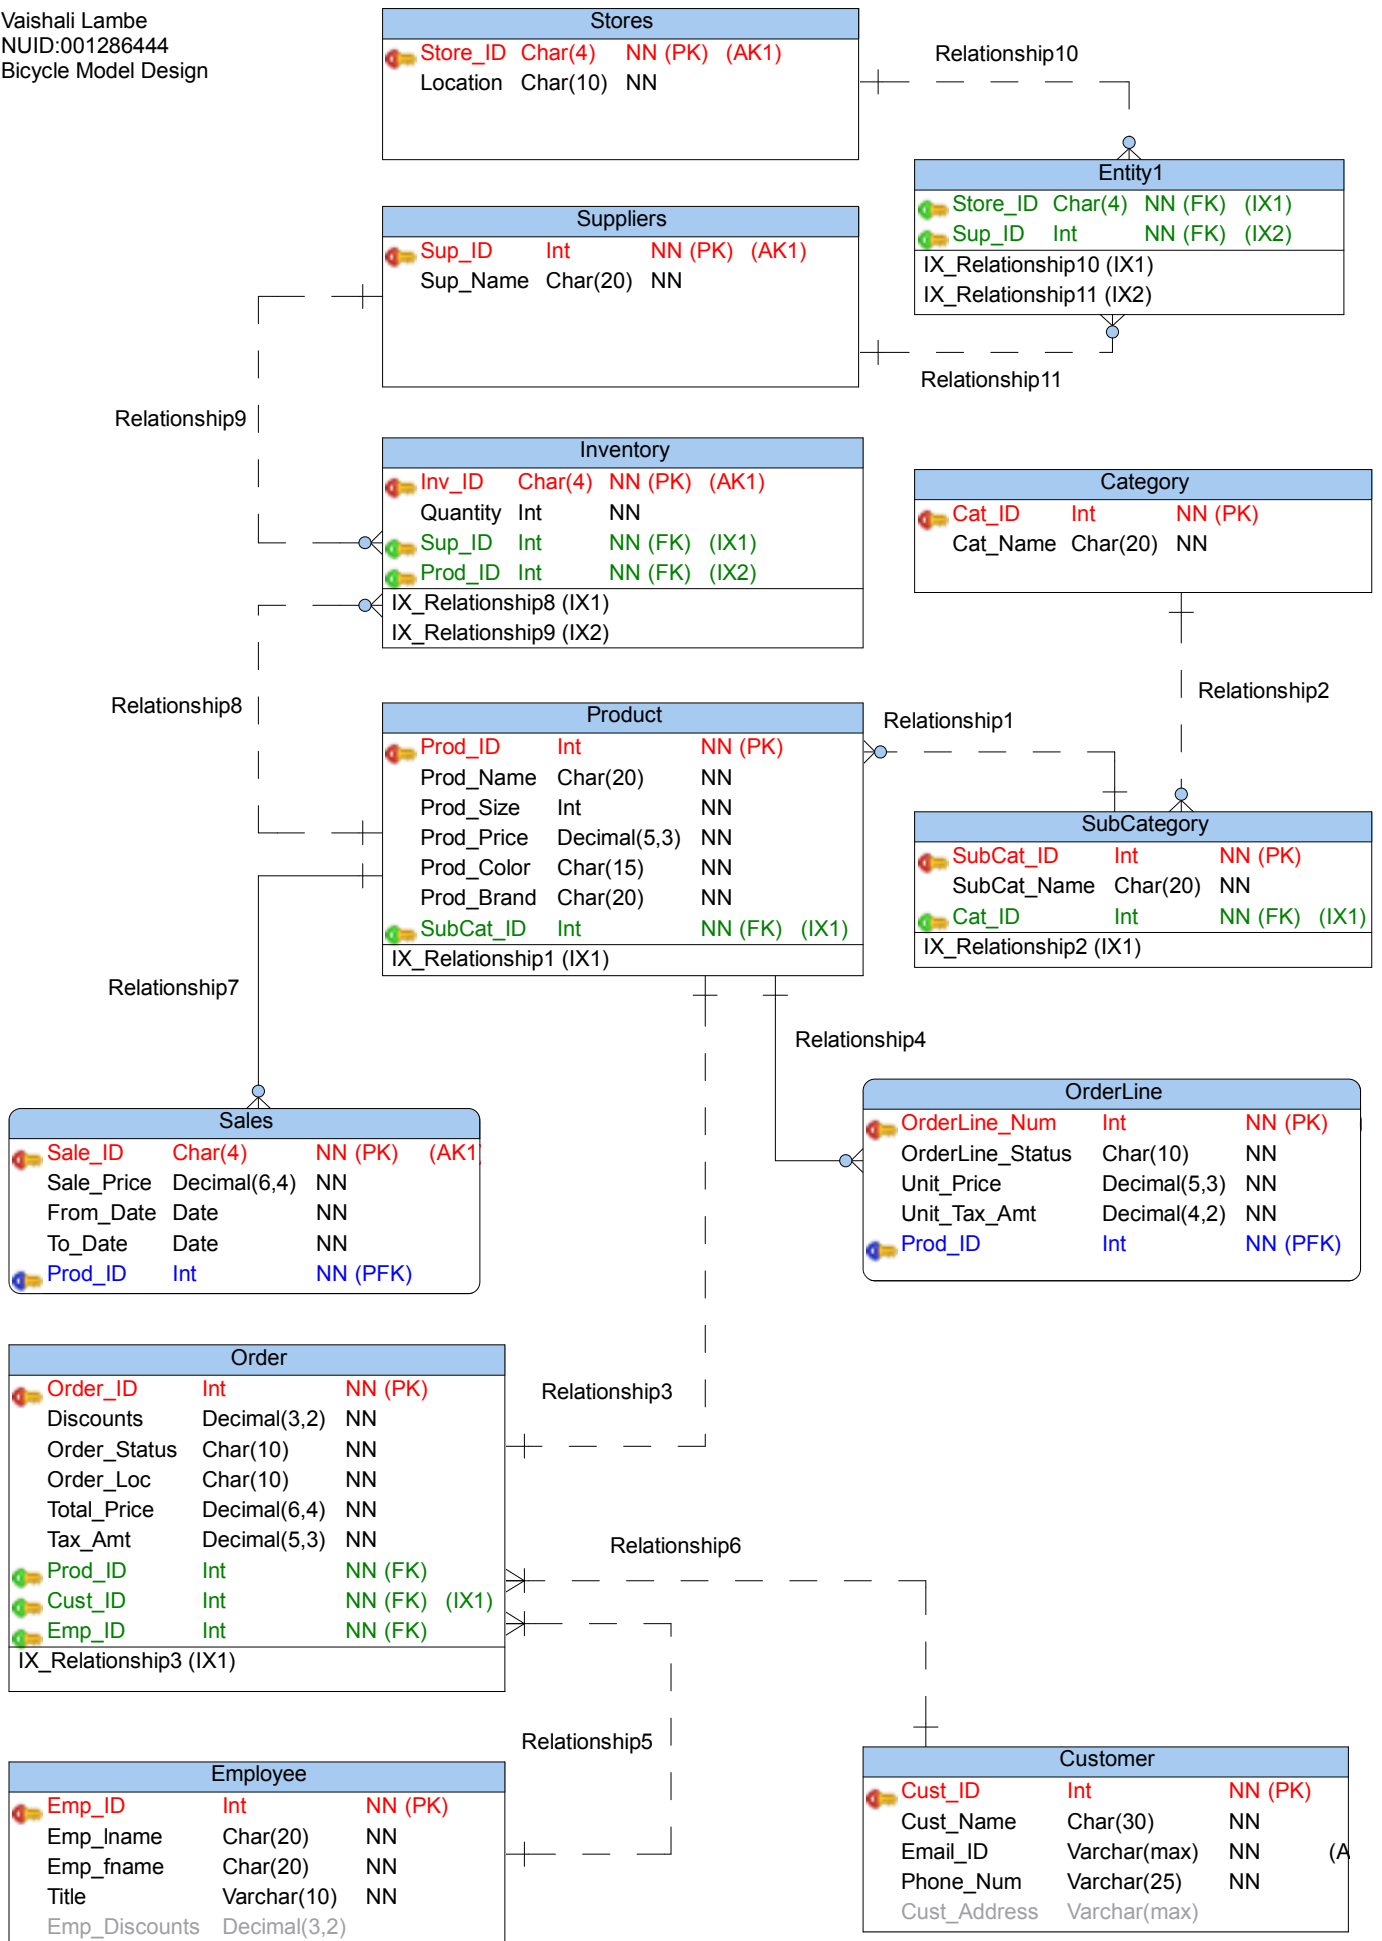 Vaishali Lambe
NUID:001286444
Bicycle Model Design
Stores
Store_ID Char(4) NN (PK) (AK1)
Location Char(10) NN
Relationship10
Entity1
Store_ID Char(4) NN (FK) (IX1)
Sup_ID Int NN (FK) (IX2)
IX_Relationship10 (IX1)
IX_Relationship11 (IX2)
Suppliers
Sup_ID Int NN (PK) (AK1)
Sup_Name Char(20) NN
Relationship11
Relationship9
Inventory
Inv_ID Char(4) NN (PK) (AK1)
Quantity Int NN
Sup_ID Int NN (FK) (IX1)
Prod_ID Int NN (FK) (IX2)
IX_Relationship8 (IX1)
IX_Relationship9 (IX2)
Category
Cat_ID Int NN (PK)
Cat_Name Char(20) NN
Relationship8
Relationship2
Product
Prod_ID Int NN (PK)
Prod_Name Char(20) NN
Prod_Size Int NN
Prod_Price Decimal(5,3) NN
Prod_Color Char(15) NN
Prod_Brand Char(20) NN
SubCat_ID Int NN (FK) (IX1)
IX_Relationship1 (IX1)
Relationship1
SubCategory
SubCat_ID Int NN (PK)
SubCat_Name Char(20) NN
Cat_ID Int NN (FK) (IX1)
IX_Relationship2 (IX1)
Relationship7
Relationship4
Sales
Sale_ID Char(4) NN (PK) (AK1
Sale_Price Decimal(6,4) NN
From_Date Date NN
To_Date Date NN
Prod_ID Int NN (PFK)
OrderLine
OrderLine_Num Int NN (PK)
OrderLine_Status Char(10) NN
Unit_Price Decimal(5,3) NN
Unit_Tax_Amt Decimal(4,2) NN
Prod_ID Int NN (PFK)
Order
Order_ID Int NN (PK)
Discounts Decimal(3,2) NN
Order_Status Char(10) NN
Order_Loc Char(10) NN
Total_Price Decimal(6,4) NN
Tax_Amt Decimal(5,3) NN
Prod_ID Int NN (FK)
Cust_ID Int NN (FK) (IX1)
Emp_ID Int NN (FK)
IX_Relationship3 (IX1)
Relationship3
Relationship6
Relationship5
Employee
Emp_ID Int NN (PK)
Emp_lname Char(20) NN
Emp_fname Char(20) NN
Title Varchar(10) NN
Emp_Discounts Decimal(3,2)
Customer
Cust_ID Int NN (PK)
Cust_Name Char(30) NN
Email_ID Varchar(max) NN (A
Phone_Num Varchar(25) NN
Cust_Address Varchar(max)